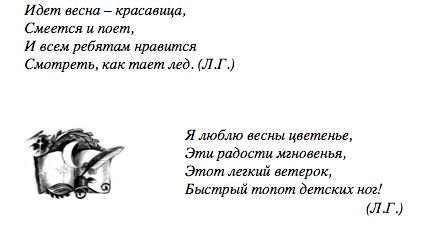 Идет весна – красавица,
Смеется и поет,
И всем ребятам нравится
Смотреть, как тает лед. (Л.Г.)
Я люблю весны цветенье,
Эти радости мгновенья,
Этот легкий ветерок,
Быстрый топот детских ног!
(Л.Г.)